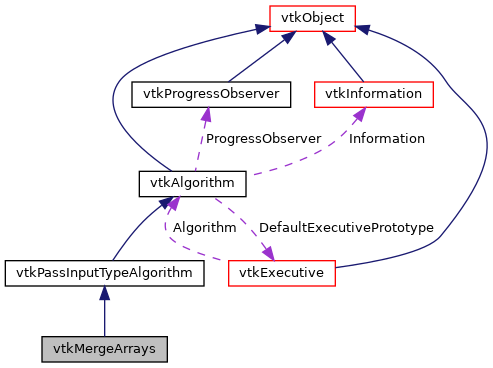 vtkObject
vtkProgressObserver
vtkInformation
ProgressObserver
Information
vtkAlgorithm
Algorithm
DefaultExecutivePrototype
vtkPassInputTypeAlgorithm
vtkExecutive
vtkMergeArrays